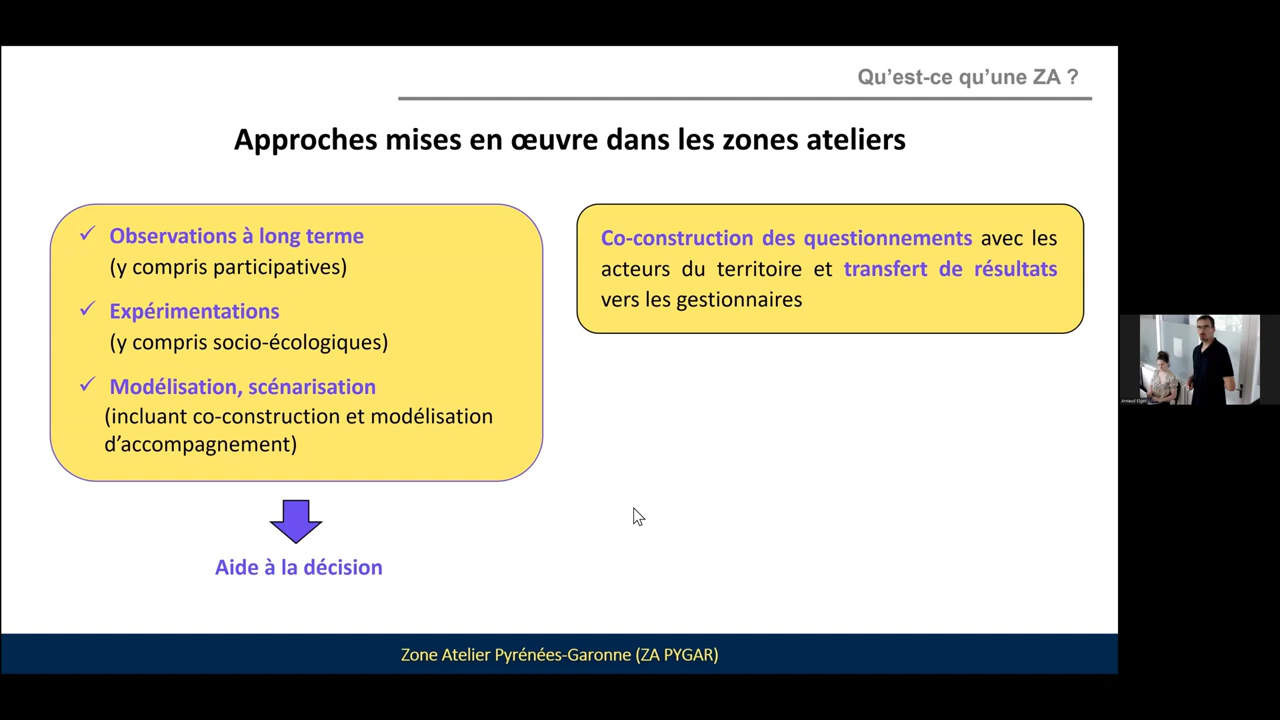 Qu’est-ce qu’une ZA ?
Approches mises en œuvre dans les zones ateliers
✓ Observations à long terme
(y compris participatives)
✓ Expérimentations
(y compris socio-écologiques)
✓ Modélisation, scénarisation
(incluant co-construction et modélisation
d’accompagnement)
Aide à la décision
Co-construction des questionnements avec les
acteurs du territoire et transfert de résultats
vers les gestionnaires
Zone Atelier Pyrénées-Garonne (ZA PYGAR)
Arnaud Elger